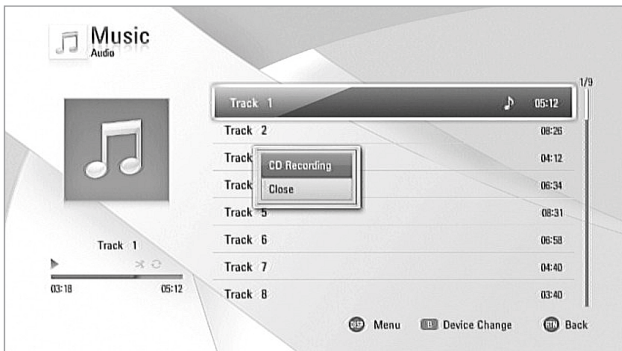 Music
Audio
1/9
Track 1 05:12
Track 2 08:26
Track 04:12
CD Recording
Track 06:34
Close
Track 5 08:31
Track 6 06:58
Track 1
Track 7 04:40
03:18 05:12
Track 8 03:40
DISP Menu B Device Change RTN Back